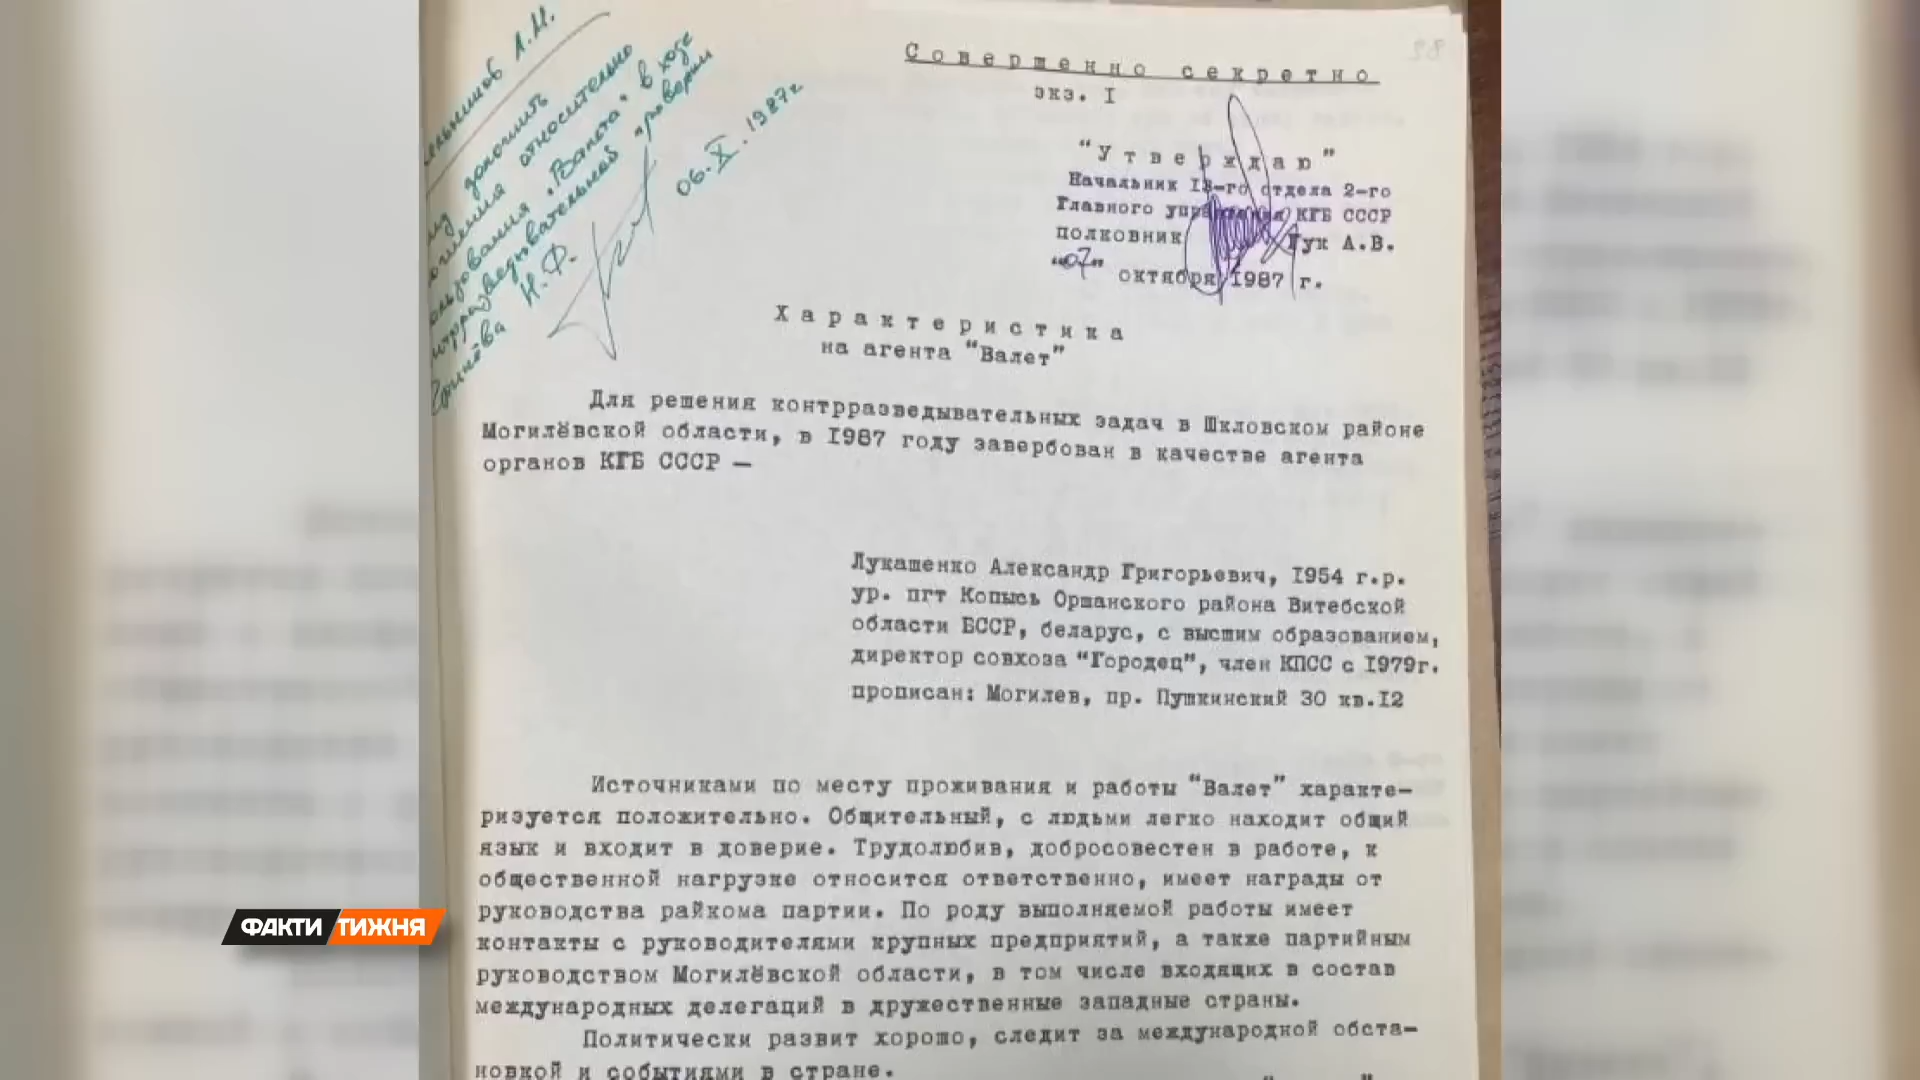 Совершенно секретно
экз. I
"Утверждаю"
Начальник 13-го отдела 2-го
Главного управления КГБ СССР
полковник Гук А.В.
"07" октября 1987 г.
доложить
относительно
"Валета" в ходе
проверки
Н.Ф.
06.X.1987г
Характеристика
на агента "Валет"
Для решения контрразведывательных задач в Шкловском районе
Могилёвской области, в 1987 году завербован в качестве агента
органов КГБ СССР —
Лукашенко Александр Григорьевич, 1954 г.р.
ур. пгт Копысь Оршанского района Витебской
области БССР, беларус, с высшим образованием,
директор совхоза "Городец", член КПСС с 1979г.
прописан: Могилев, пр. Пушкинский 30 кв.12
Источниками по месту проживания и работы "Валет" характе-
ризуется положительно. Общительный, с людьми легко находит общий
язык и входит в доверие. Трудолюбив, добросовестен в работе, к
общественной нагрузке относится ответственно, имеет награды от
руководства райкома партии. По роду выполняемой работы имеет
контакты с руководителями крупных предприятий, а также партийным
руководством Могилёвской области, в том числе входящих в состав
международных делегаций в дружественные западные страны.
Политически развит хорошо, следит за международной обста-
новкой и событиями в стране.
ФАКТИ ТИЖНЯ